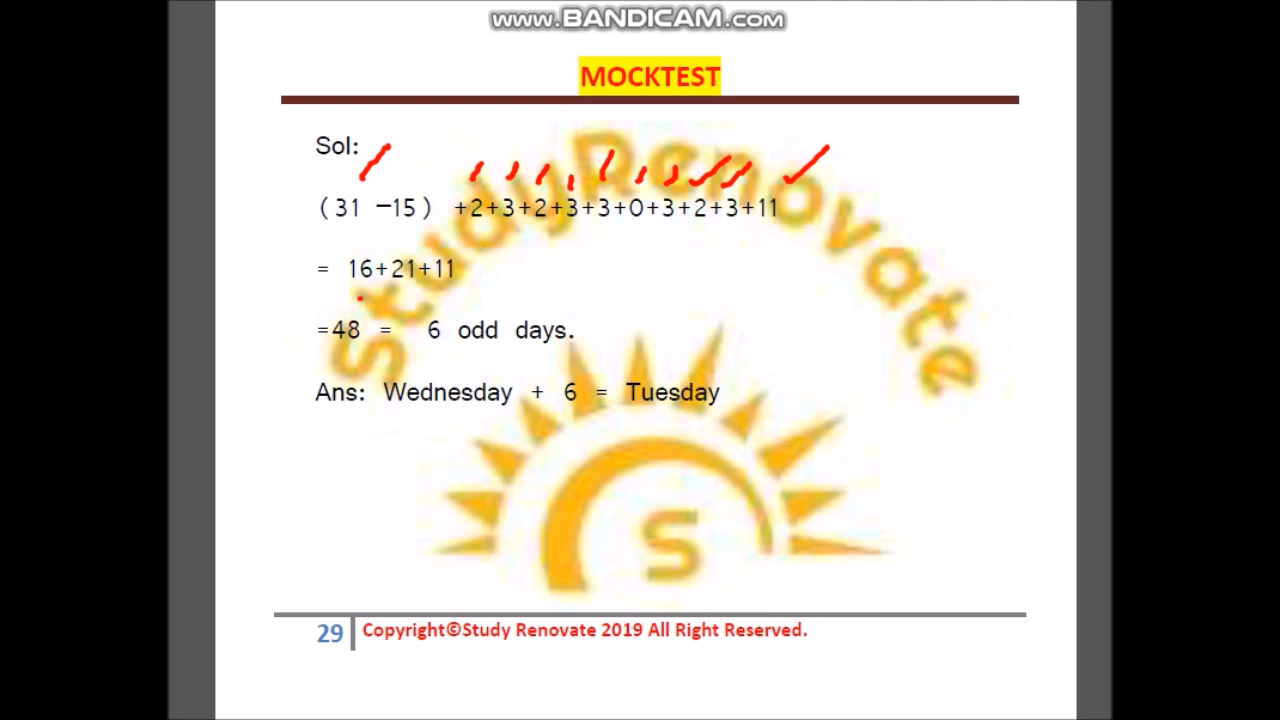 www.BANDICAM.com
MOCKTEST
Sol:
(31 –15) +2+3+2+3+3+0+3+2+3+11
= 16+21+11
=48 = 6 odd days.
Ans: Wednesday + 6 = Tuesday
StudyRenovate
S
29 Copyright©Study Renovate 2019 All Right Reserved.